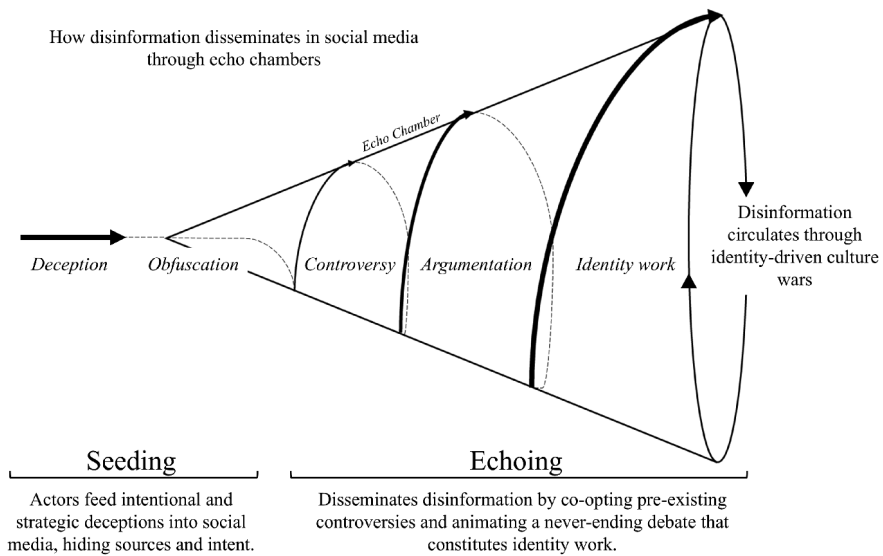 How disinformation disseminates in social media
through echo chambers
Echo Chamber
Deception
Obfuscation
Controversy
Argumentation
Identity work
Disinformation
circulates through
identity-driven culture
wars
Seeding
Actors feed intentional and
strategic deceptions into social
media, hiding sources and intent.
Echoing
Disseminates disinformation by co-opting pre-existing
controversies and animating a never-ending debate that
constitutes identity work.